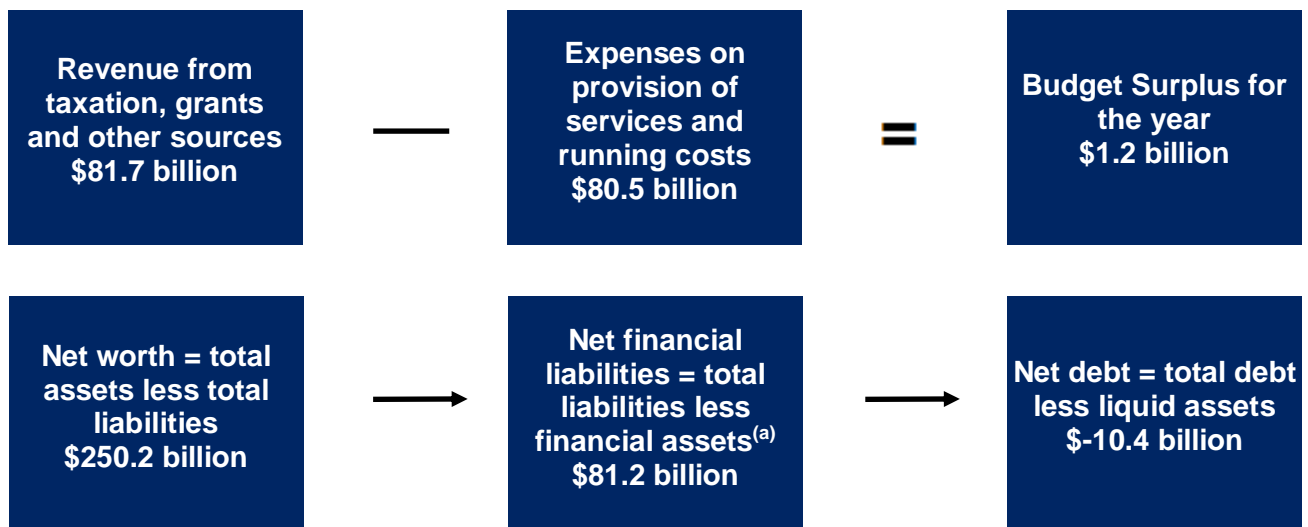 Revenue from
taxation, grants
and other sources
$81.7 billion
—
Expenses on
provision of
services and
running costs
$80.5 billion
=
Budget Surplus for
the year
$1.2 billion
Net worth = total
assets less total
liabilities
$250.2 billion
Net financial
liabilities = total
liabilities less
financial assets(a)
$81.2 billion
Net debt = total debt
less liquid assets
$-10.4 billion